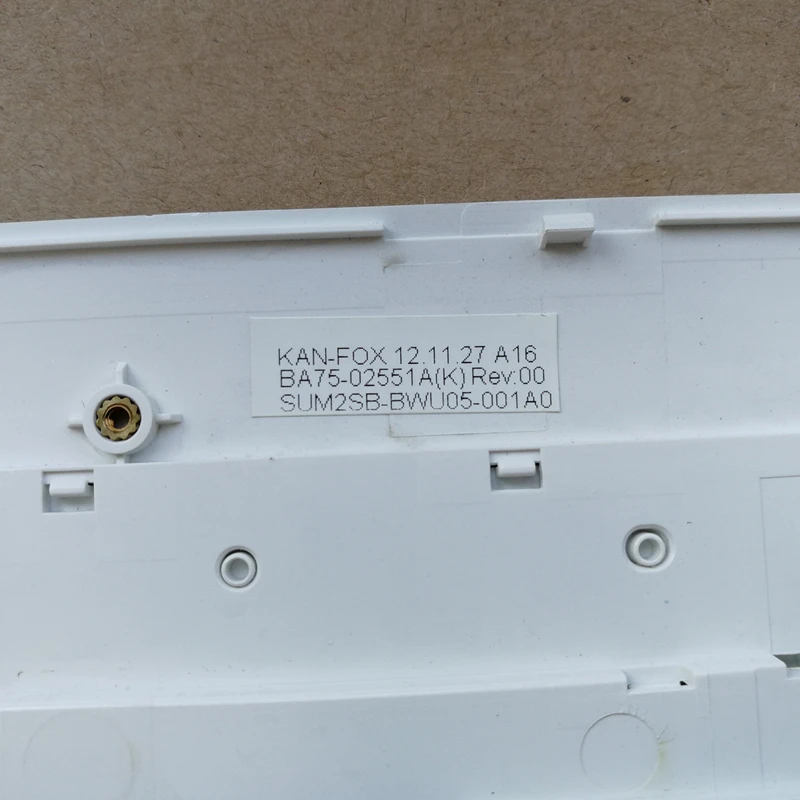 KAN-FOX 12.11.27 A16
BA75-02551A(K) Rev:00
SUM2SB-BWU05-001A0